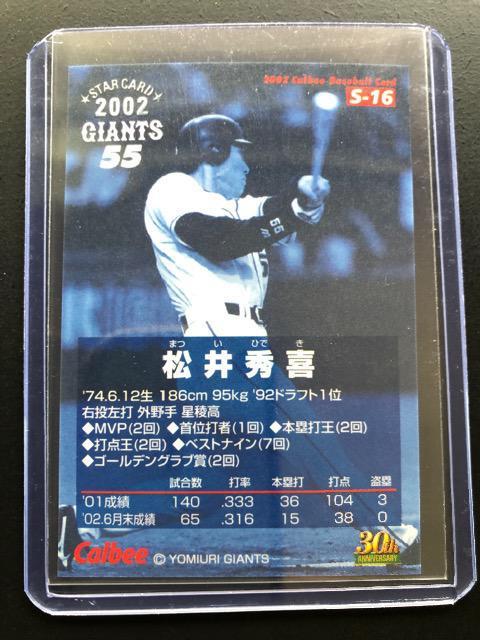 2002 Calbee Baseball Card
S-16
★STAR CARD★
2002
GIANTS
55
まつ い ひで き
松井秀喜
'74.6.12生 186cm 95kg '92ドラフト1位
右投左打 外野手 星稜高
◆MVP(2回) ◆首位打者(1回) ◆本塁打王(2回)
◆打点王(2回) ◆ベストナイン(7回)
◆ゴールデングラブ賞(2回)
試合数 打率 本塁打 打点 盗塁
'01成績 140 .333 36 104 3
'02.6月末成績 65 .316 15 38 0
Calbee © YOMIURI GIANTS
30th
ANNIVERSARY